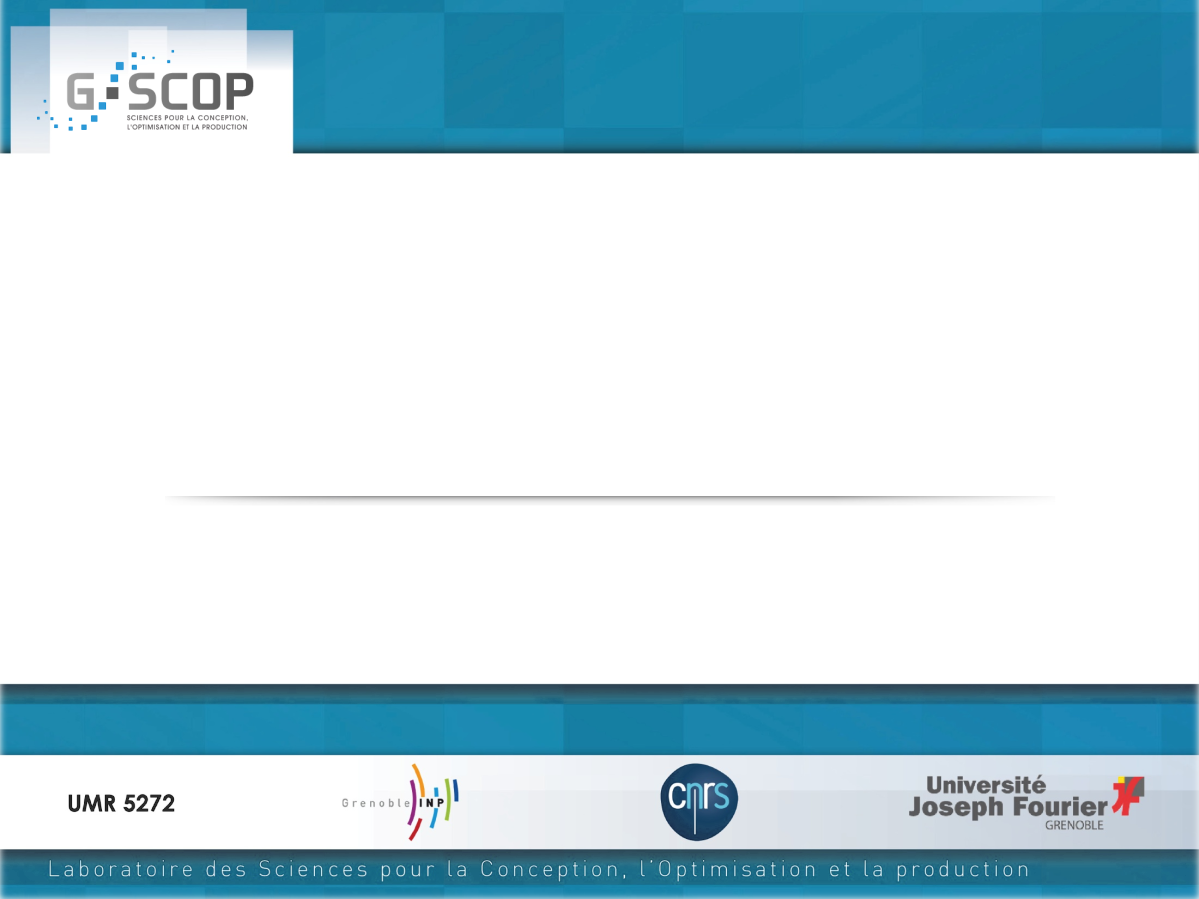 G-SCOP
SCIENCES POUR LA CONCEPTION,
L'OPTIMISATION ET LA PRODUCTION
UMR 5272
Grenoble INP
cnrs
Université
Joseph Fourier
GRENOBLE
Laboratoire des Sciences pour la Conception, l'Optimisation et la production